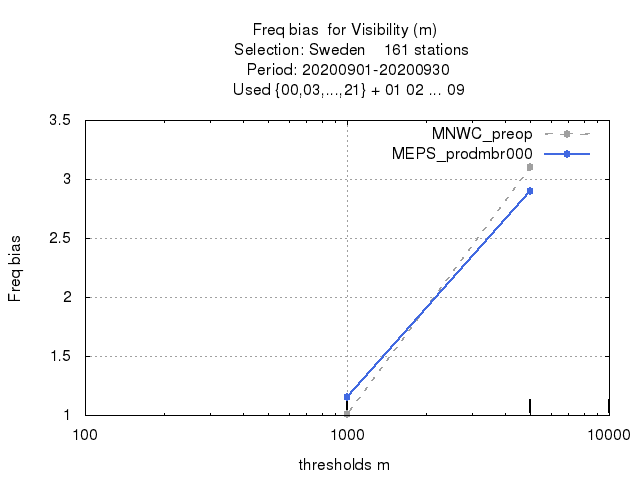 Freq bias  for Visibility (m)
Selection: Sweden    161 stations
Period: 20200901-20200930
Used {00,03,...,21} + 01 02 ... 09
MNWC_preop
MEPS_prodmbr000
3.5
3
2.5
2
1.5
1
Freq bias
100
1000
10000
thresholds m